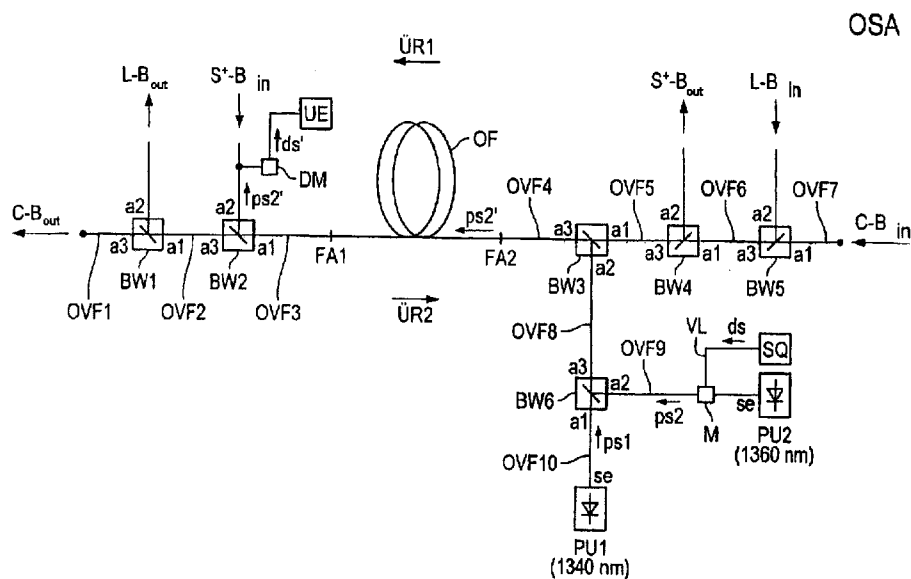 OSA
ÜR1
L-Bout
S+-B in
UE
ds'
DM
ps2'
OF
S+-Bout
L-B In
C-Bout
a2
a3
a1
BW1
a2
a3
a1
BW2
FA1
ps2'
FA2
OVF4
a3
a1
a2
BW3
OVF5
a2
a3
a1
BW4
OVF6
a2
a3
a1
BW5
OVF7
C-B in
OVF1
OVF2
OVF3
ÜR2
OVF8
OVF9
VL
ds
SQ
BW6
a3
a2
a1
ps2
M
se
PU2
(1360 nm)
ps1
OVF10
se
PU1
(1340 nm)